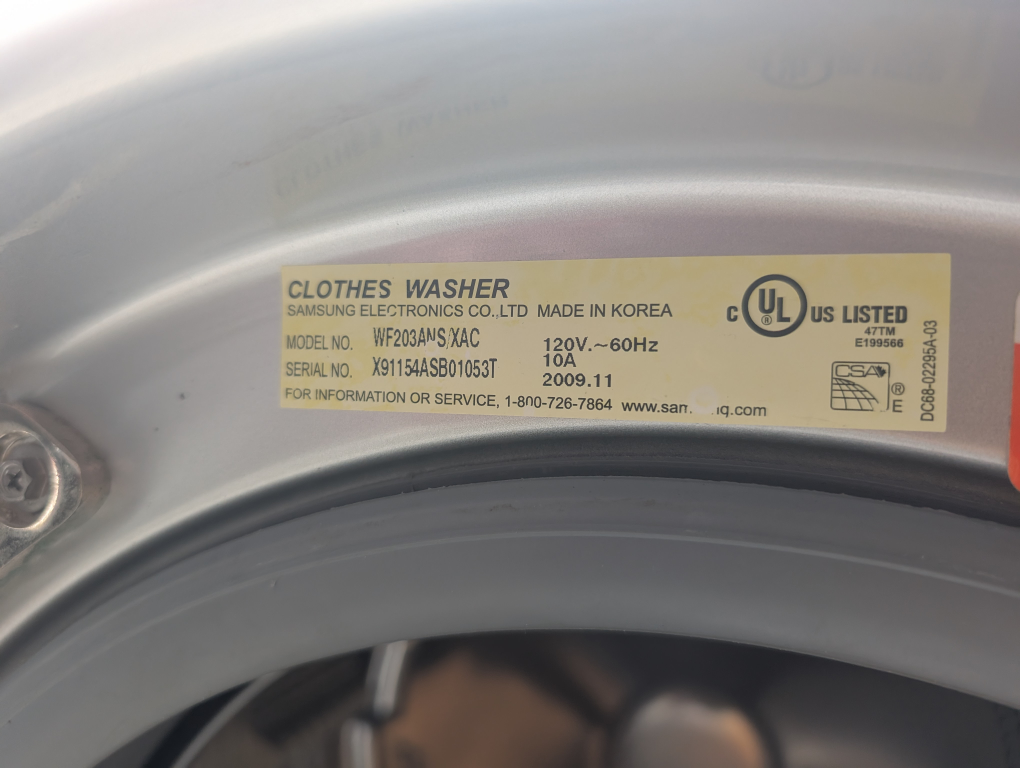 CLOTHES WASHER
SAMSUNG ELECTRONICS CO.,LTD MADE IN KOREA
MODEL NO. WF203ANS/XAC
SERIAL NO. X91154ASB01053T
120V.~60Hz
10A
2009.11
FOR INFORMATION OR SERVICE, 1-800-726-7864
C UL ® US LISTED
47TM
E199566
CSA ®
E
DC68-02295A-03